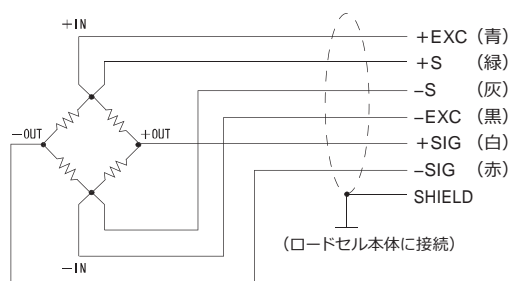 +IN
+EXC (青)
+S (緑)
-S (灰)
-OUT
+OUT
-EXC (黒)
+SIG (白)
-SIG (赤)
SHIELD
(ロードセル本体に接続)
-IN